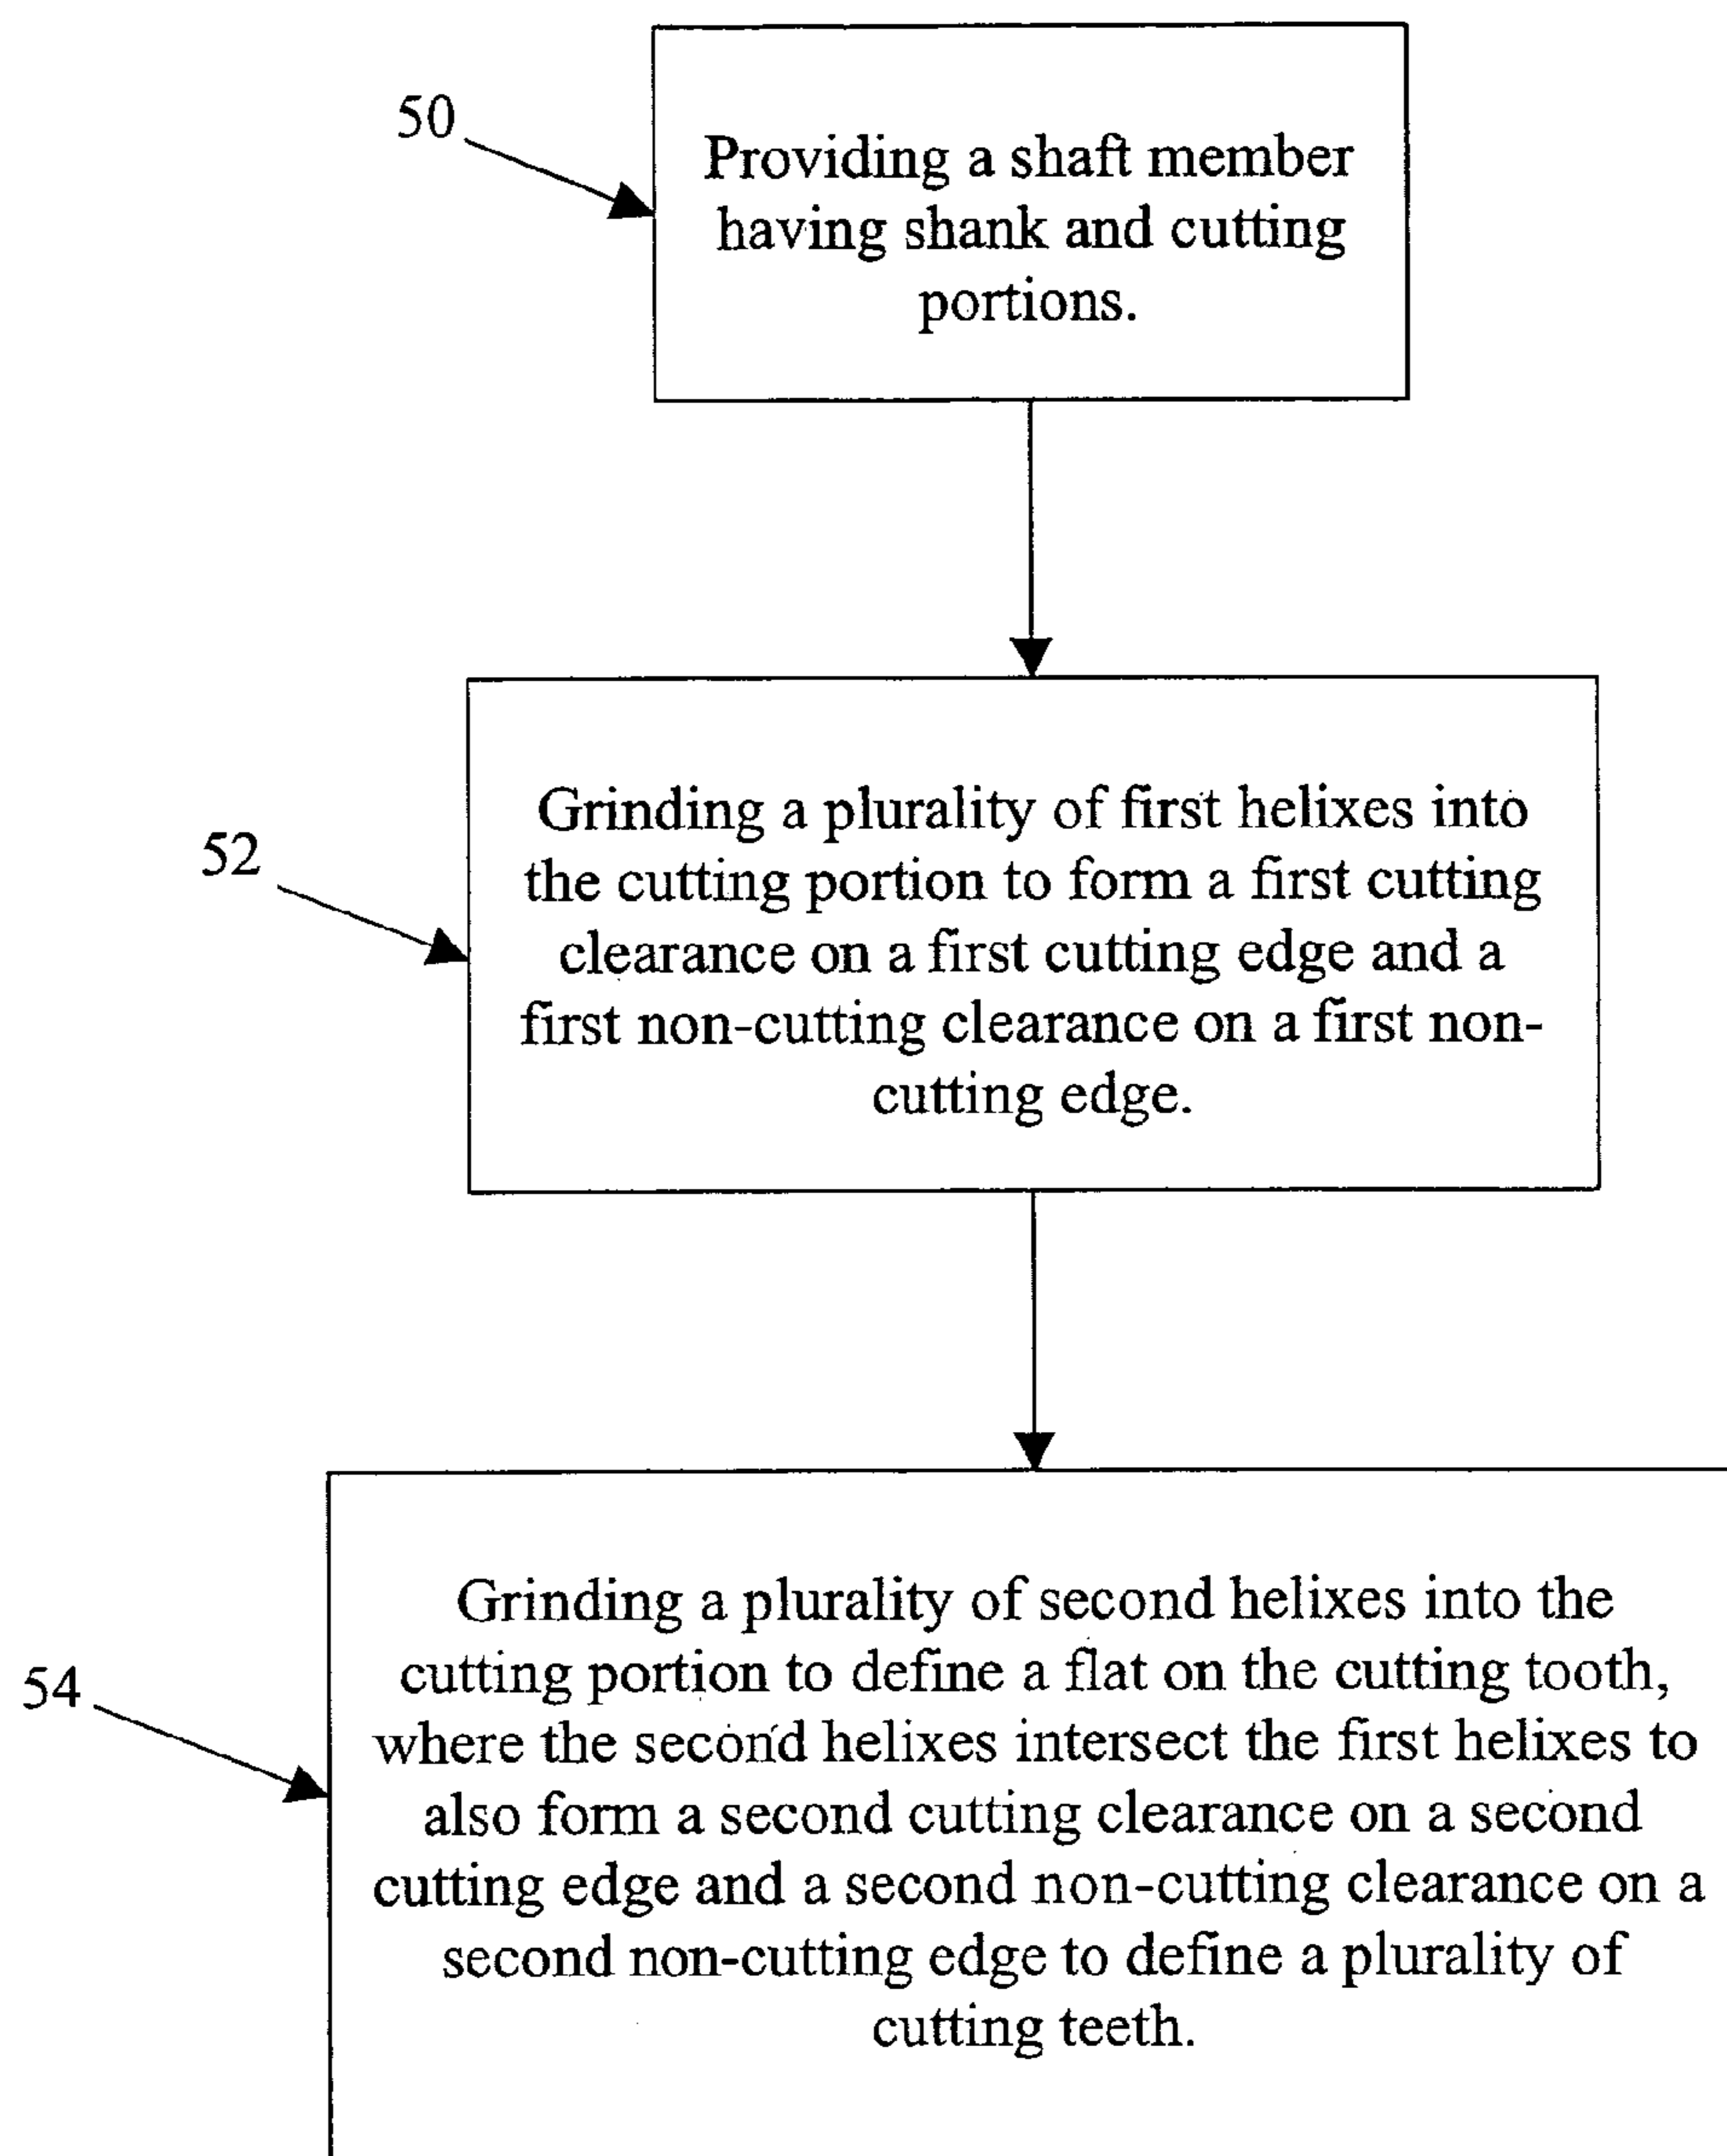 50
Providing a shaft member
having shank and cutting
portions.
52
Grinding a plurality of first helixes into
the cutting portion to form a first cutting
clearance on a first cutting edge and a
first non-cutting clearance on a first non-
cutting edge.
54
Grinding a plurality of second helixes into the
cutting portion to define a flat on the cutting tooth,
where the second helixes intersect the first helixes to
also form a second cutting clearance on a second
cutting edge and a second non-cutting clearance on a
second non-cutting edge to define a plurality of
cutting teeth.